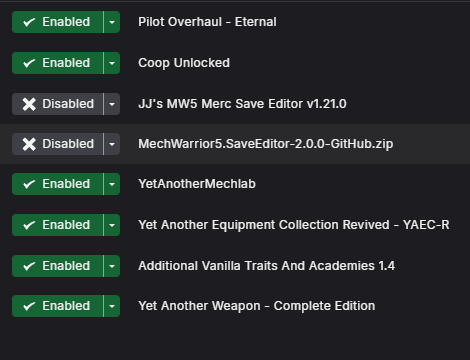 Enabled Pilot Overhaul - Eternal
Enabled Coop Unlocked
Disabled JJ's MW5 Merc Save Editor v1.21.0
Disabled MechWarrior5.SaveEditor-2.0.0-GitHub.zip
Enabled YetAnotherMechlab
Enabled Yet Another Equipment Collection Revived - YAEC-R
Enabled Additional Vanilla Traits And Academies 1.4
Enabled Yet Another Weapon - Complete Edition